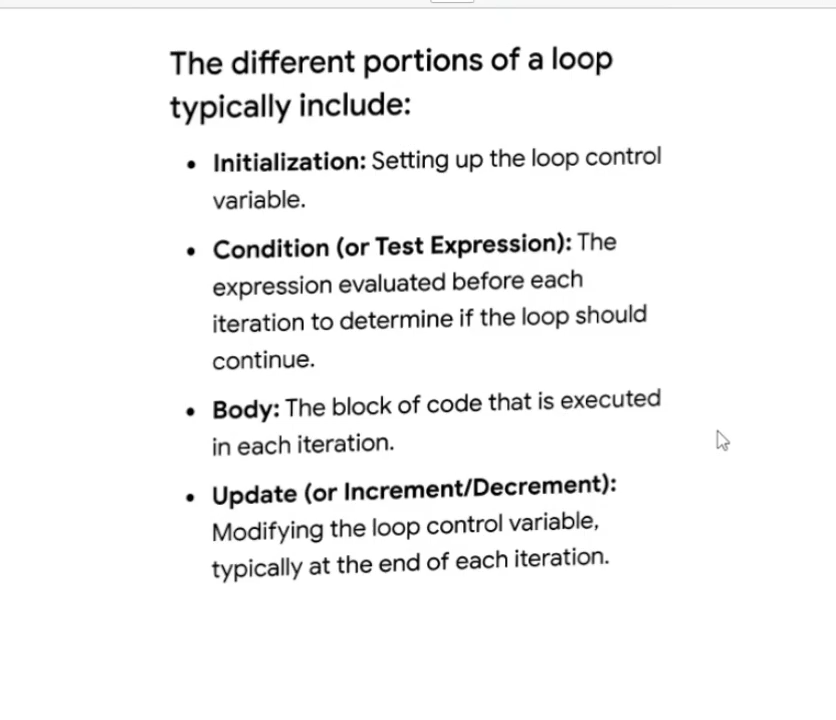 The different portions of a loop
typically include:
• Initialization: Setting up the loop control
variable.
• Condition (or Test Expression): The
expression evaluated before each
iteration to determine if the loop should
continue.
• Body: The block of code that is executed
in each iteration.
• Update (or Increment/Decrement):
Modifying the loop control variable,
typically at the end of each iteration.